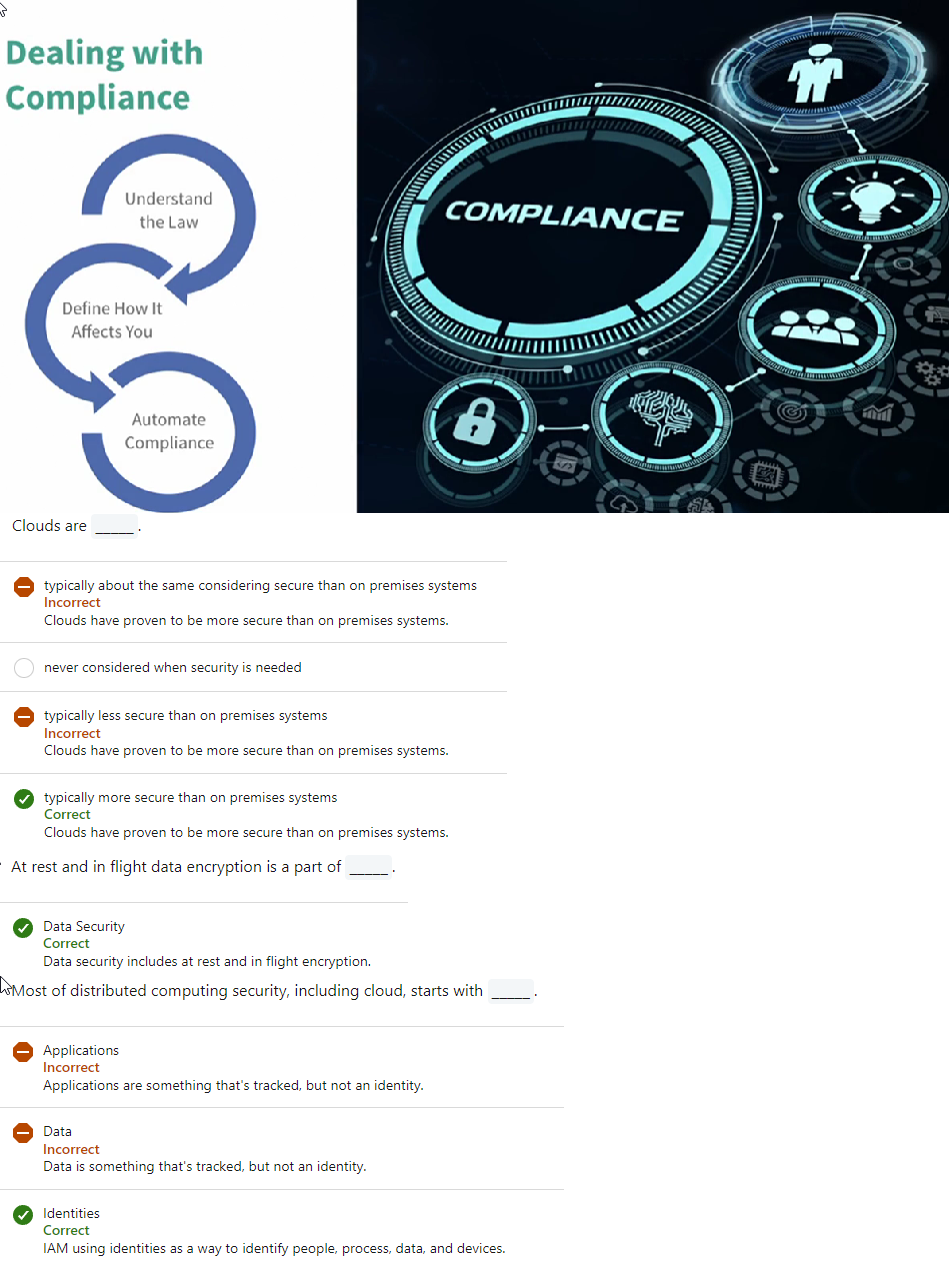 Dealing with
Compliance
Understand
the Law
Define How It
Affects You
Automate
Compliance
COMPLIANCE
Clouds are _____ .
typically about the same considering secure than on premises systems
Incorrect
Clouds have proven to be more secure than on premises systems.
never considered when security is needed
typically less secure than on premises systems
Incorrect
Clouds have proven to be more secure than on premises systems.
typically more secure than on premises systems
Correct
Clouds have proven to be more secure than on premises systems.
At rest and in flight data encryption is a part of _____ .
Data Security
Correct
Data security includes at rest and in flight encryption.
Most of distributed computing security, including cloud, starts with _____ .
Applications
Incorrect
Applications are something that's tracked, but not an identity.
Data
Incorrect
Data is something that's tracked, but not an identity.
Identities
Correct
IAM using identities as a way to identify people, process, data, and devices.